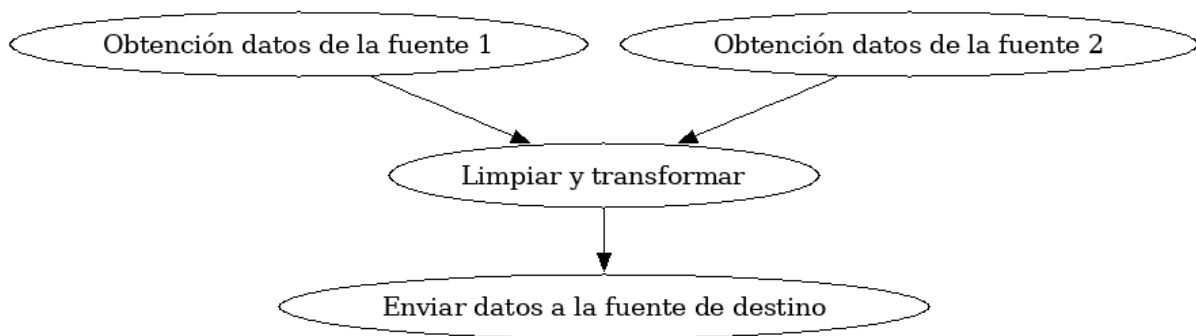 Obtención datos de la fuente 1
Obtención datos de la fuente 2
Limpiar y transformar
Enviar datos a la fuente de destino